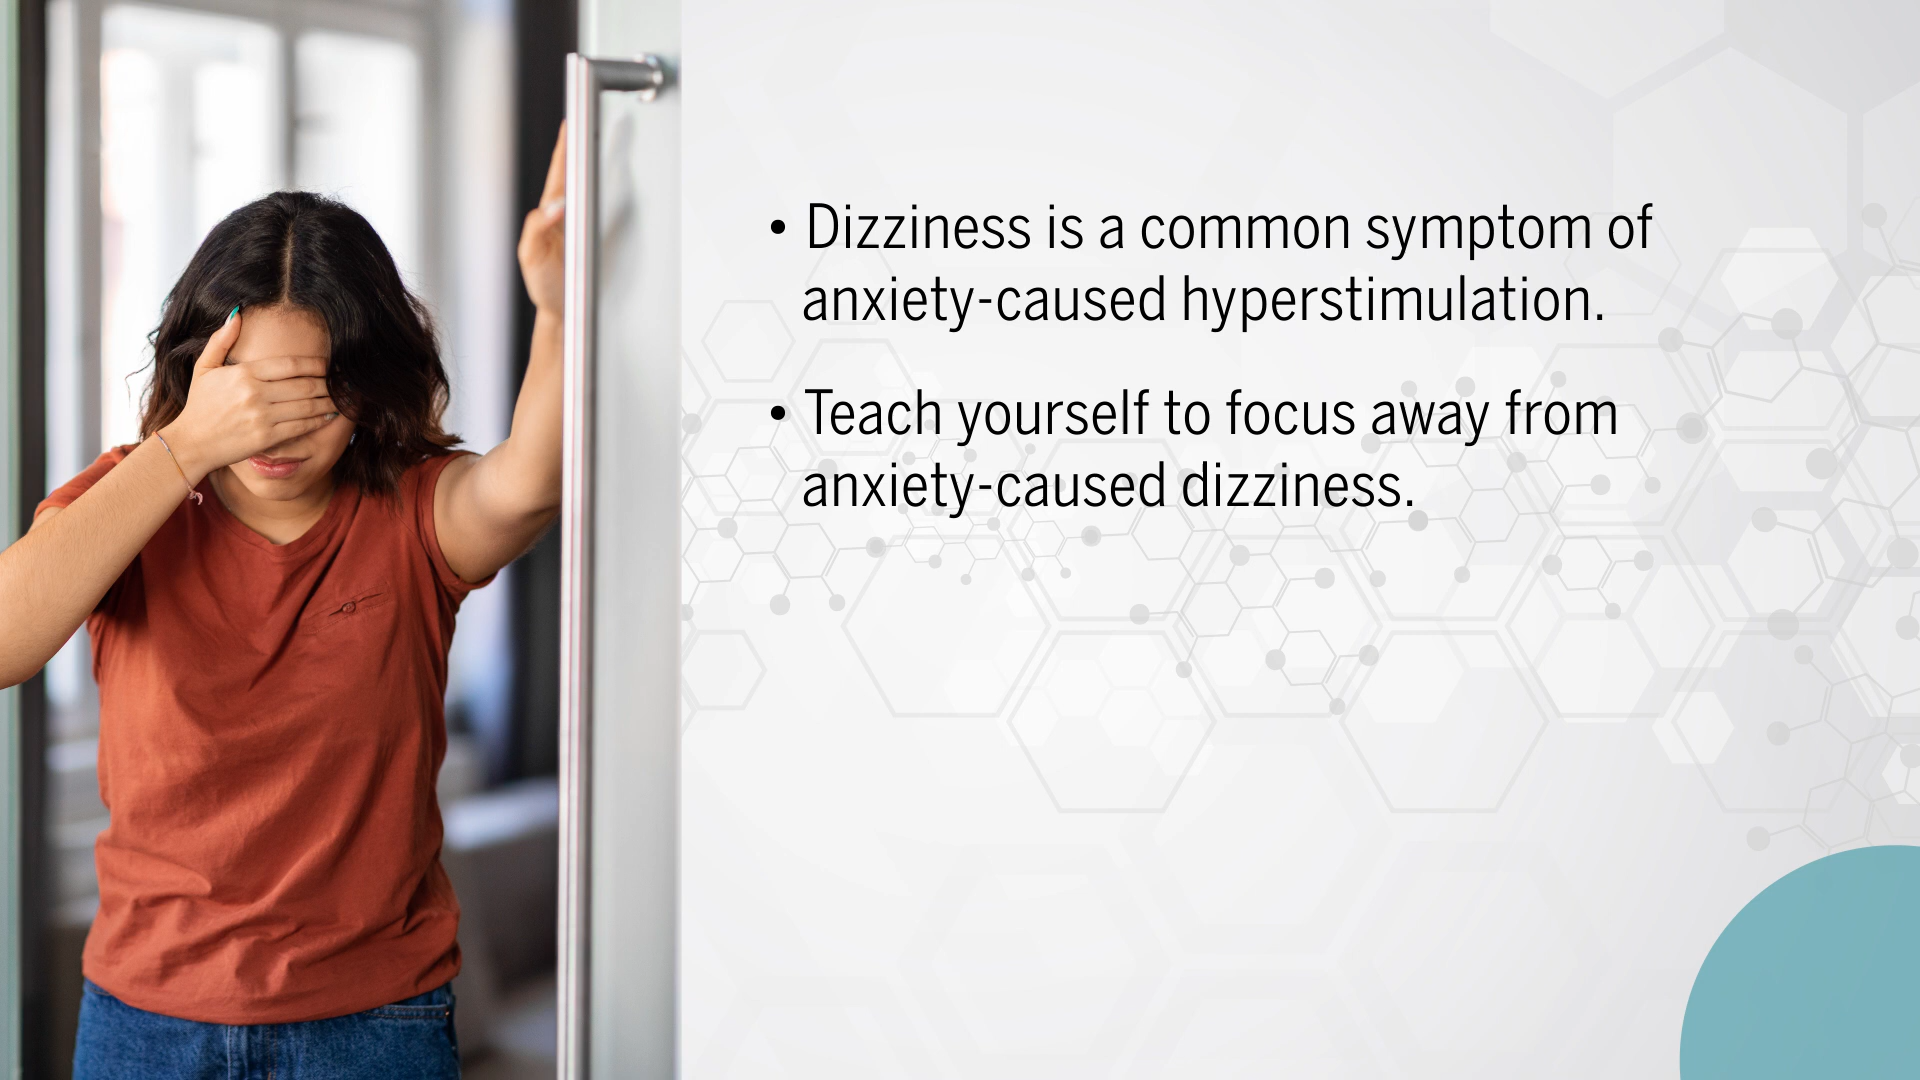 • Dizziness is a common symptom of
anxiety-caused hyperstimulation.
• Teach yourself to focus away from
anxiety-caused dizziness.